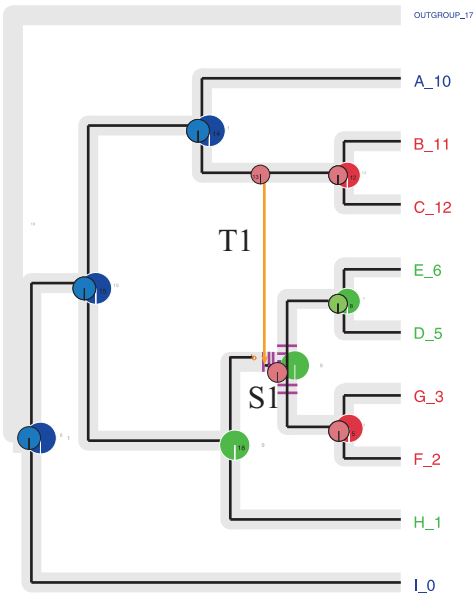 OUTGROUP_17
A_10
B_11
C_12
T1
E_6
D_5
S1
G_3
F_2
H_1
I_0